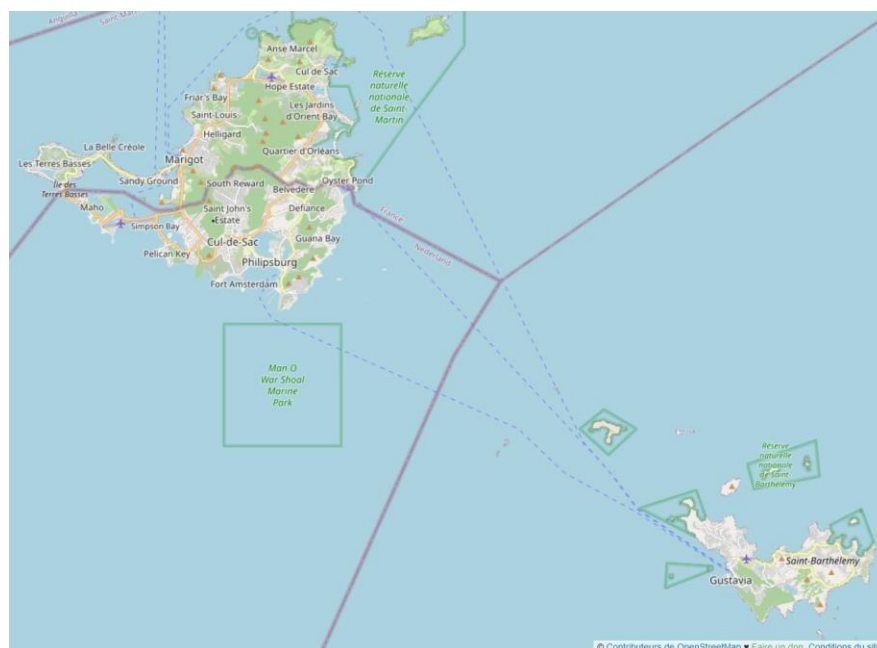 Anguilla
Saint-Mar
Anse Marcel
Cul de Sac
Hope Estate
Réserve
naturelle
nationale
de Saint-
Martin
Friar's Bay
Saint-Louis
Les Jardins
d'Orient Bay
Helligard
La Belle Créole
Marigot
Quartier d'Orléans
Les Terres Basses
Île des
Terres Basses
Sandy Ground
South Reward
Oyster Pond
Belvedere
Maho
Saint John's
Estate
Defiance
France
Simpson Bay
Cul-de-Sac
Guana Bay
Nederland
Pelican Key
Philipsburg
Fort Amsterdam
Man O
War Shoal
Marine
Park
Réserve
naturelle
nationale
de Saint-
Barthélemy
Saint-Barthélemy
Gustavia
© Contributeurs de OpenStreetMap ♥ Faire un don. Conditions du sit